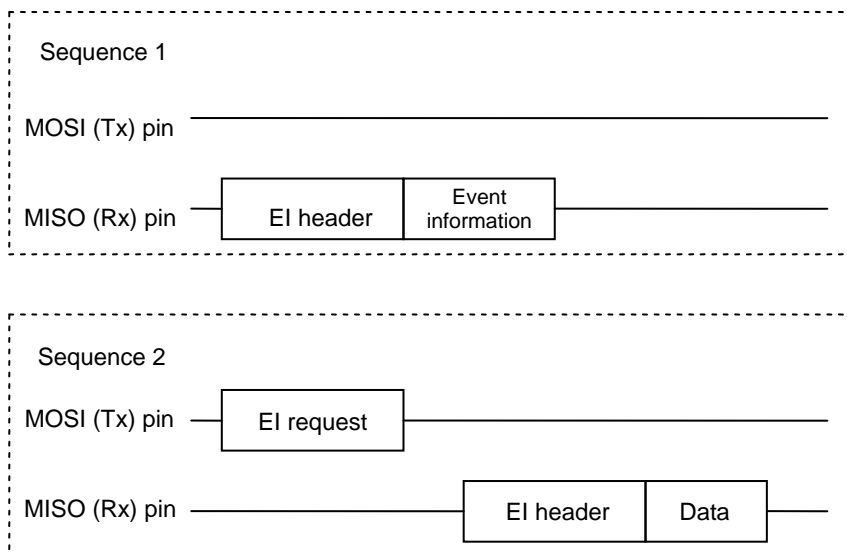 Sequence 1
MOSI (Tx) pin
MISO (Rx) pin
EI header
Event
information
Sequence 2
MOSI (Tx) pin
EI request
MISO (Rx) pin
EI header
Data